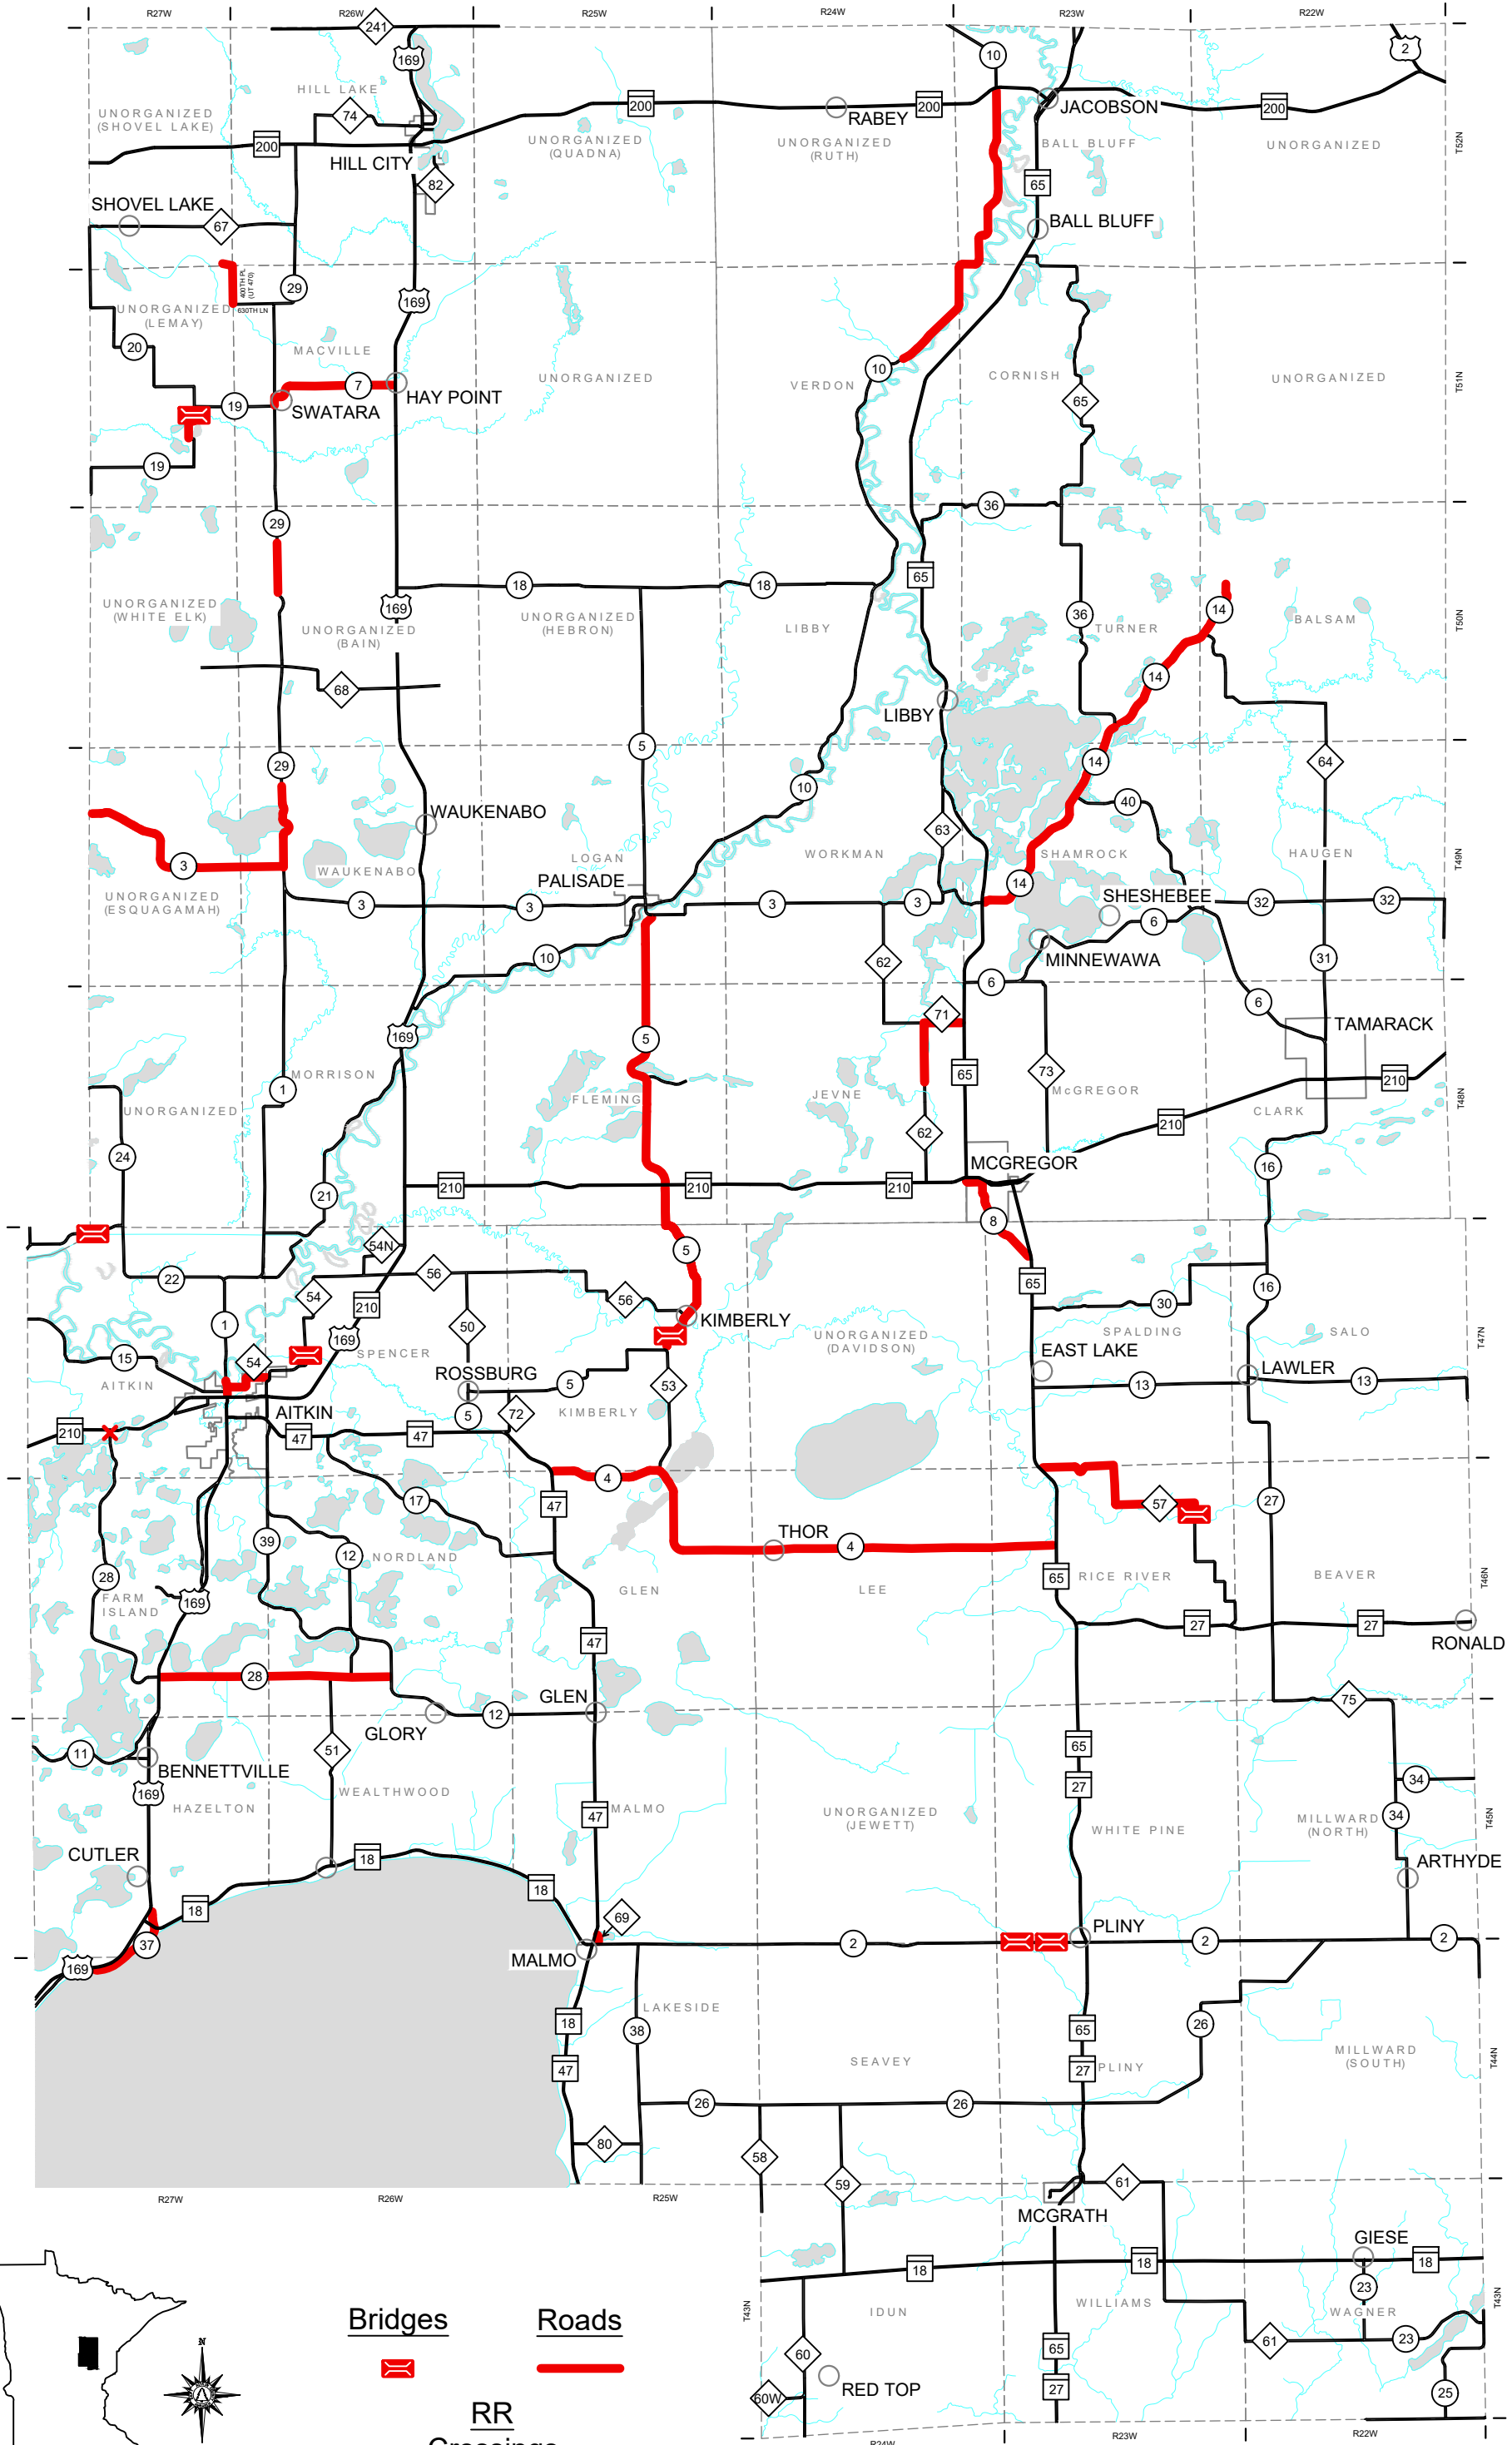 R27W R26W R25W R24W R23W R22W
241
169
10
2
HILL LAKE
UNORGANIZED
(SHOVEL LAKE)
74
200
200
RABEY
200
JACOBSON
200
UNORGANIZED
(QUADNA)
UNORGANIZED
(RUTH)
BALL BLUFF
UNORGANIZED
T52N
200
HILL CITY
82
65
SHOVEL LAKE
67
BALL BLUFF
400TH PL
(UT 470)
29
630TH LN
169
UNORGANIZED
(LEMAY)
20
MACVILLE
UNORGANIZED
VERDON
10
CORNISH
UNORGANIZED
T51N
7
HAY POINT
19
SWATARA
65
19
29
36
18
18
65
169
UNORGANIZED
(WHITE ELK)
UNORGANIZED
(BAIN)
UNORGANIZED
(HEBRON)
LIBBY
36
TURNER
14
BALSAM
T50N
68
14
LIBBY
5
29
14
64
10
40
WAUKENABO
63
3
WAUKENABO
LOGAN
WORKMAN
SHAMROCK
HAUGEN
T49N
UNORGANIZED
(ESQUAGAMAH)
PALISADE
14
SHESHEBEE
3
3
3
3
6
32
32
10
62
MINNEWAWA
31
6
6
71
TAMARACK
169
5
65
73
210
1
MORRISON
UNORGANIZED
FLEMING
JEVNE
McGREGOR
CLARK
T48N
210
62
24
MCGREGOR
16
21
210
210
210
8
54N
5
22
56
65
16
54
210
56
30
1
50
KIMBERLY
UNORGANIZED
(DAVIDSON)
SPALDING
SALO
T47N
169
15
54
SPENCER
EAST LAKE
AITKIN
ROSSBURG
5
53
13
LAWLER
13
5
72
KIMBERLY
AITKIN
210
47
47
4
47
17
57
27
39
THOR
4
12
NORDLAND
28
FARM
ISLAND
169
GLEN
LEE
65
RICE RIVER
BEAVER
T46N
47
27
27
RONALD
28
GLEN
75
GLORY
12
11
51
65
BENNETTVILLE
169
27
34
HAZELTON
WEALTHWOOD
47
MALMO
UNORGANIZED
(JEWETT)
WHITE PINE
MILLWARD
(NORTH)
34
T45N
CUTLER
18
ARTHYDE
18
18
69
PLINY
37
2
2
2
169
MALMO
LAKESIDE
18
38
65
26
SEAVEY
47
27
PLINY
MILLWARD
(SOUTH)
T44N
26
26
80
58
59
61
R27W R26W R25W
MCGRATH
GIESE
18
18
18
23
T43N
IDUN
WILLIAMS
WAGNER
T43N
Bridges Roads
61
23
60
65
RED TOP
27
60W
25
N
RR
R23W R22W